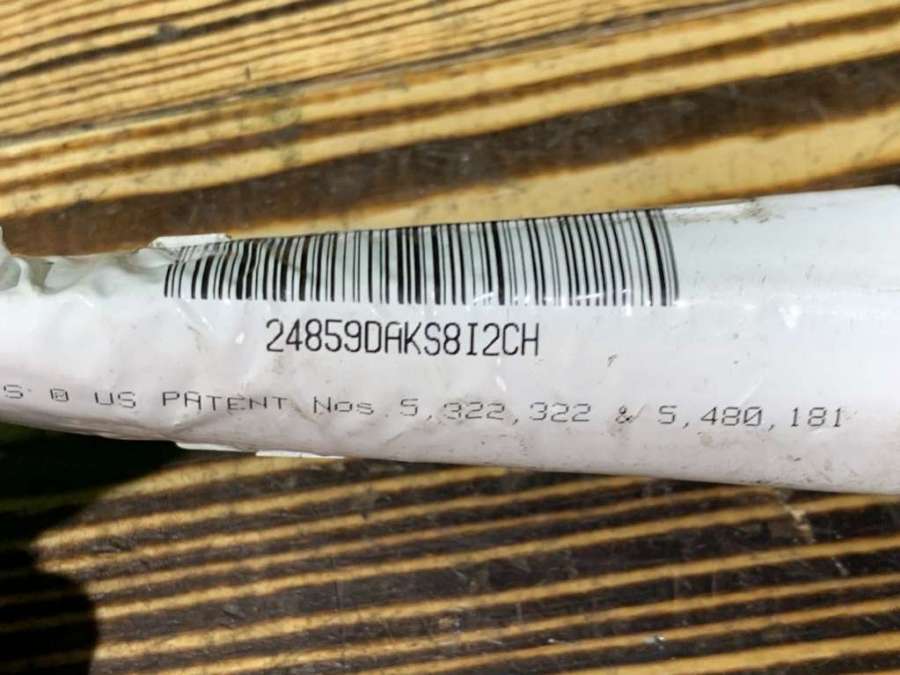 24859DAKS8I2CH
S 0 US PATENT Nos. 5,322,322 & 5,480,181